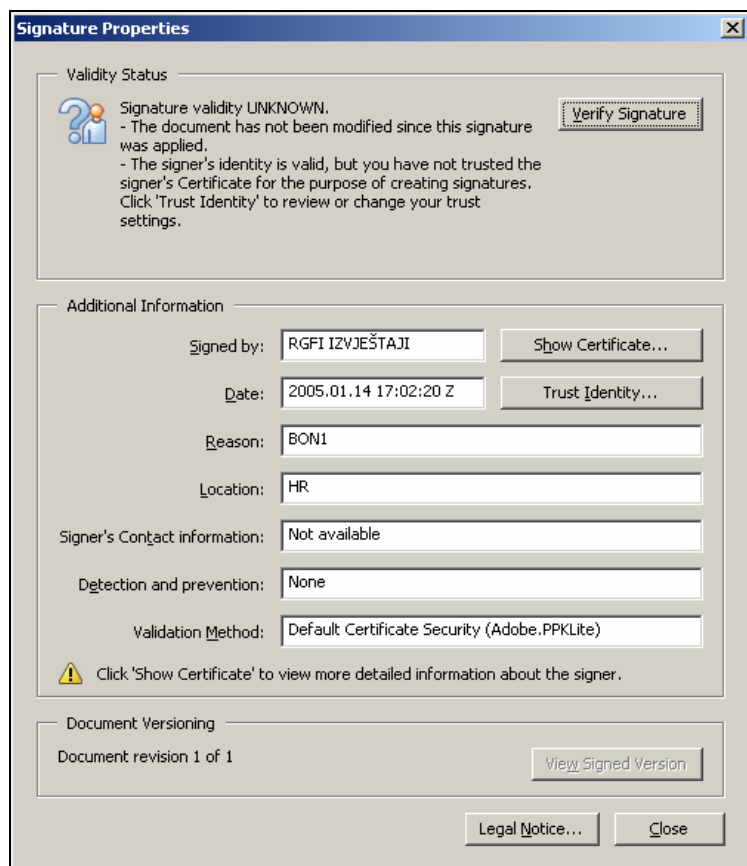 Signature Properties
Validity Status
Signature validity UNKNOWN.
- The document has not been modified since this signature
was applied.
- The signer's identity is valid, but you have not trusted the
signer's Certificate for the purpose of creating signatures.
Click 'Trust Identity' to review or change your trust
settings.
Verify Signature
Additional Information
Signed by: RGFI IZVJEŠTAJI Show Certificate...
Date: 2005.01.14 17:02:20 Z Trust Identity...
Reason: BON1
Location: HR
Signer's Contact information: Not available
Detection and prevention: None
Validation Method: Default Certificate Security (Adobe.PPKLite)
Click 'Show Certificate' to view more detailed information about the signer.
Document Versioning
Document revision 1 of 1 View Signed Version
Legal Notice... Close